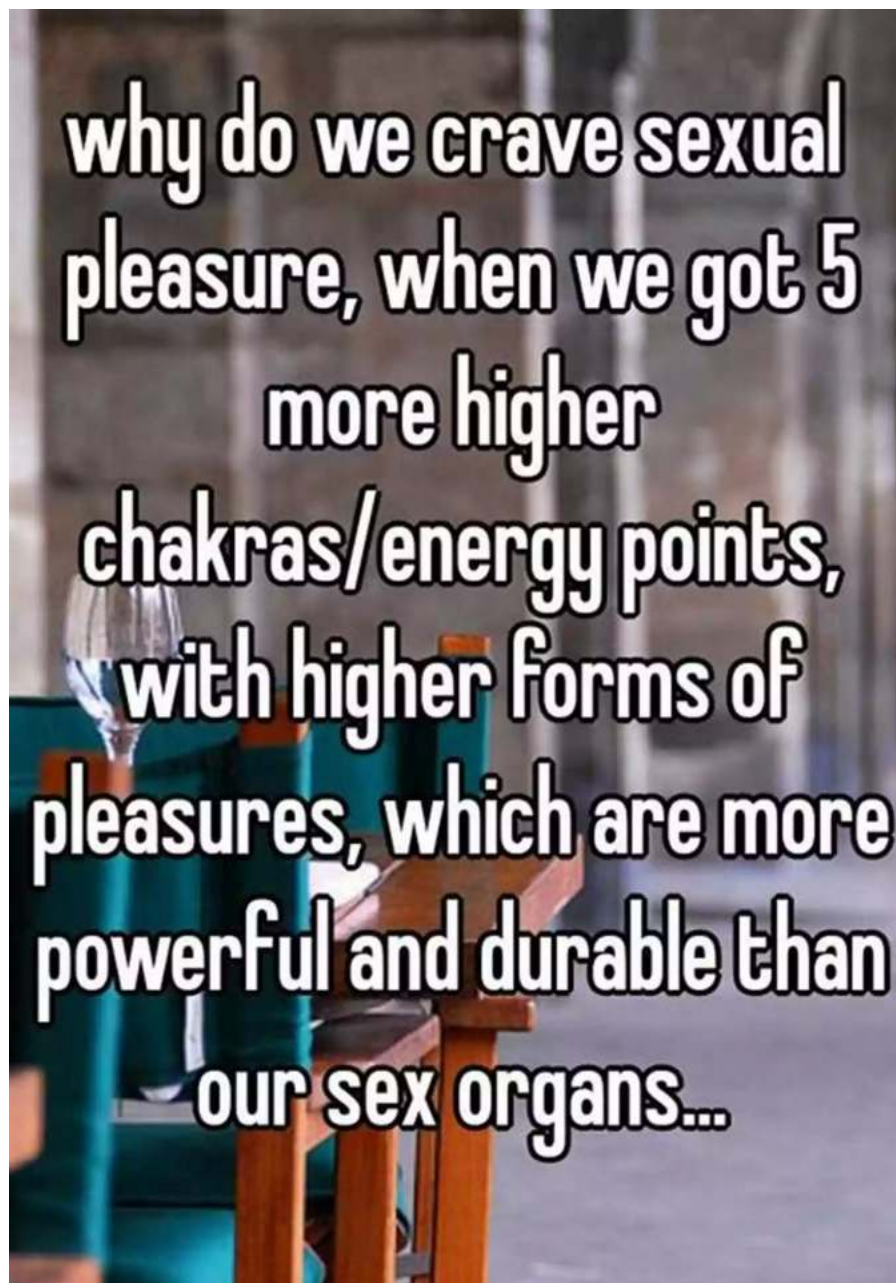 why do we crave sexual
pleasure, when we got 5
more higher
chakras/energy points,
with higher forms of
pleasures, which are more
powerful and durable than
our sex organs...